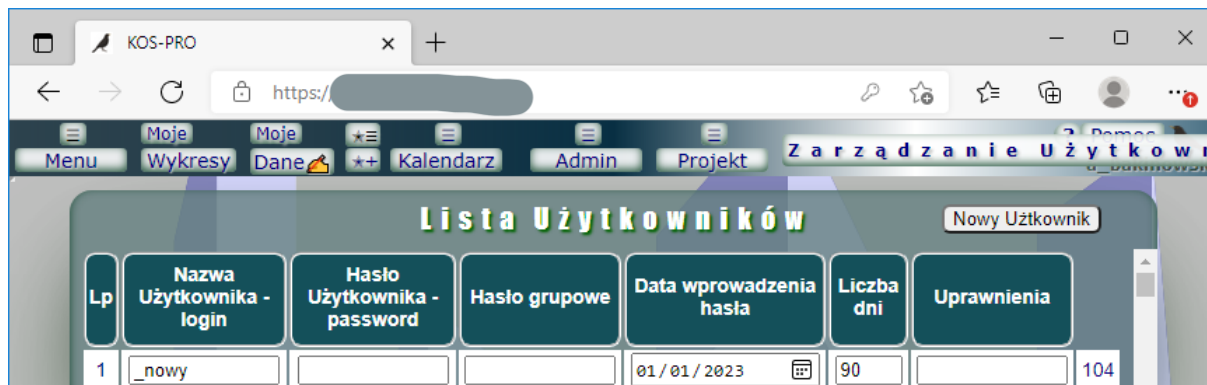 KOS-PRO
https://
Moje Moje
Menu Wykresy Dane Kalendarz Admin Projekt Zarządzanie Użytkow
Lista Użytkowników Nowy Użtkownik
Lp Nazwa Użytkownika - login Hasło Użytkownika - password Hasło grupowe Data wprowadzenia hasła Liczba dni Uprawnienia
1 _nowy 01/01/2023 90 104